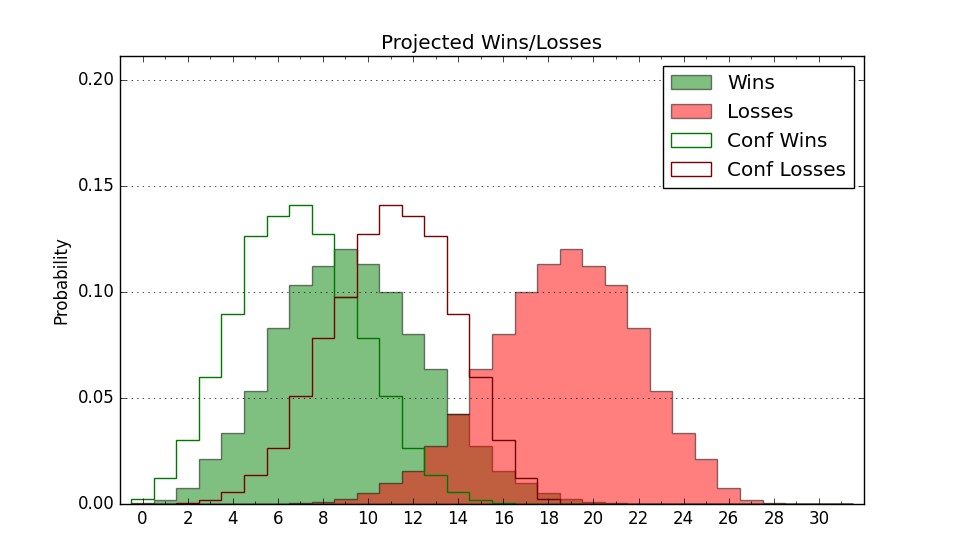 Projected Wins/Losses
Wins
Losses
Conf Wins
Conf Losses
Probability
0.20
0.15
0.10
0.05
0.00
0 2 4 6 8 10 12 14 16 18 20 22 24 26 28 30